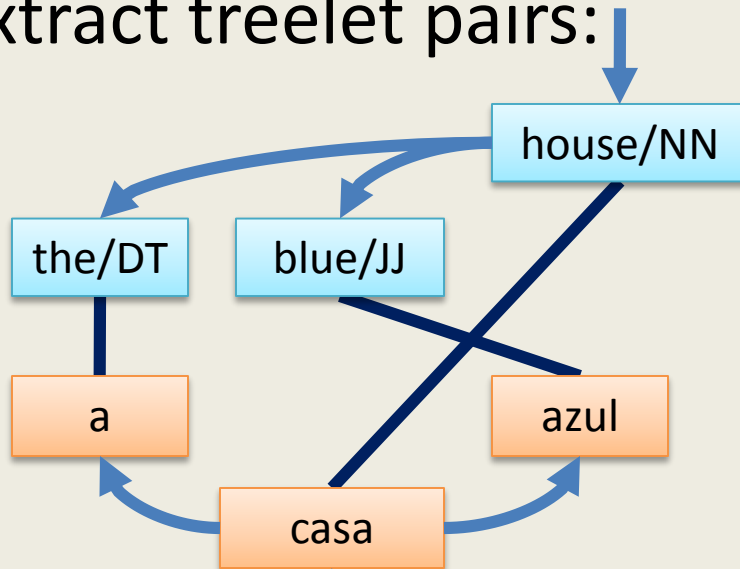 xtract treelet pairs:
house/NN
the/DT
blue/JJ
a
azul
casa